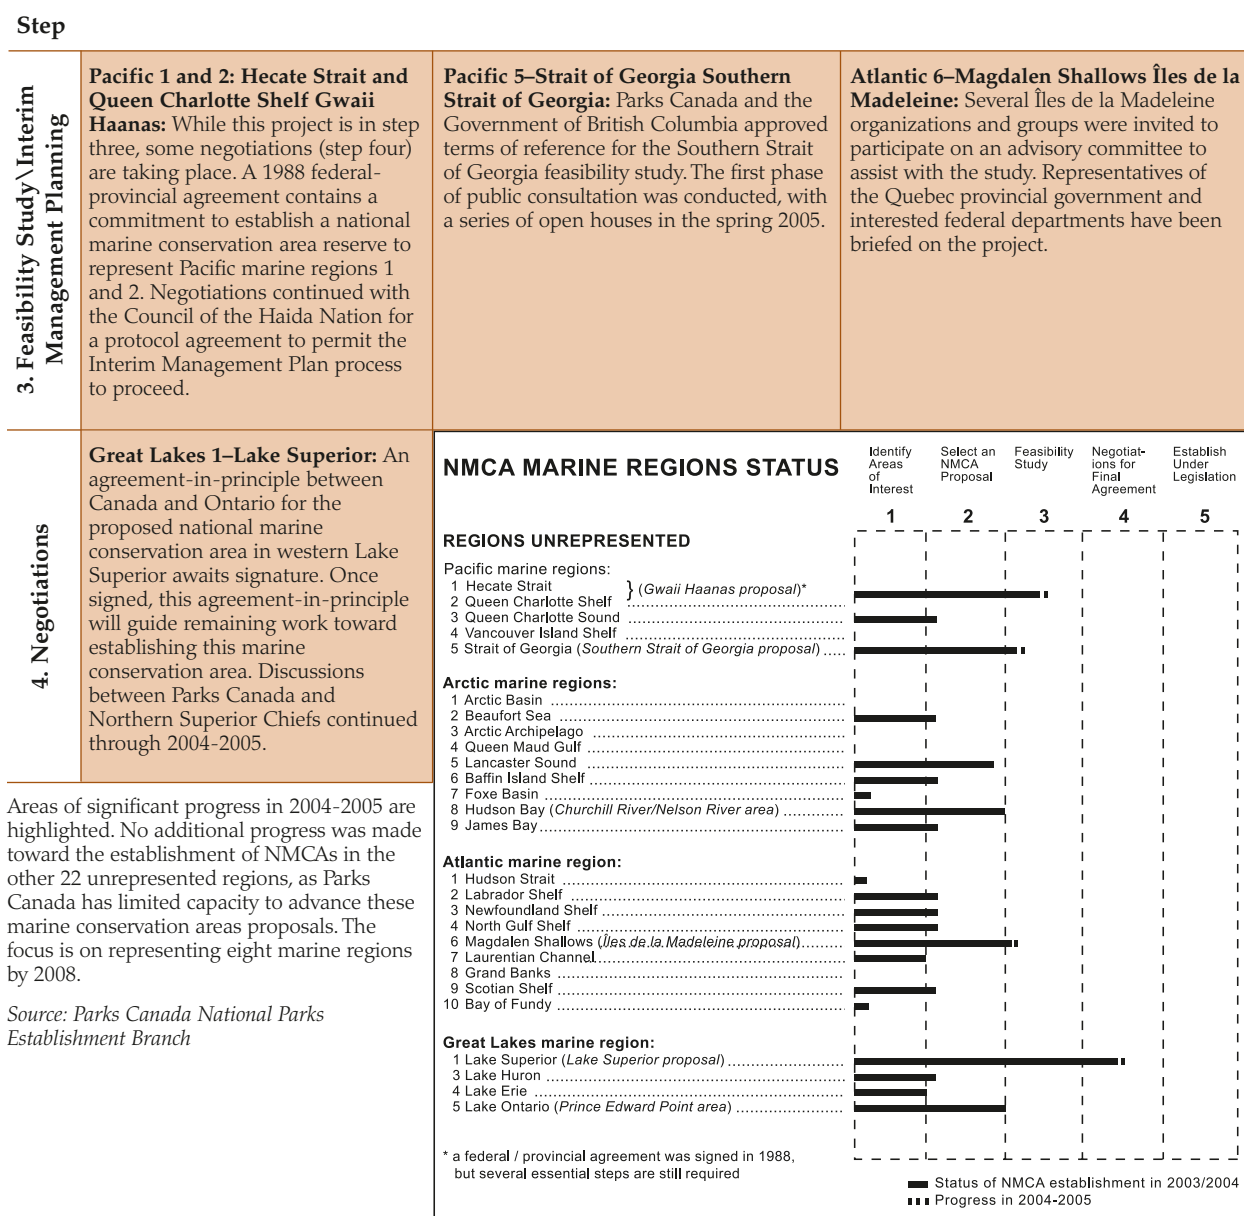 Step
3. Feasibility Study\Interim
Management Planning
Pacific 1 and 2: Hecate Strait and
Queen Charlotte Shelf Gwaii
Haanas: While this project is in step
three, some negotiations (step four)
are taking place. A 1988 federal-
provincial agreement contains a
commitment to establish a national
marine conservation area reserve to
represent Pacific marine regions 1
and 2. Negotiations continued with
the Council of the Haida Nation for
a protocol agreement to permit the
Interim Management Plan process
to proceed.
Pacific 5–Strait of Georgia Southern
Strait of Georgia: Parks Canada and the
Government of British Columbia approved
terms of reference for the Southern Strait
of Georgia feasibility study. The first phase
of public consultation was conducted, with
a series of open houses in the spring 2005.
Atlantic 6–Magdalen Shallows Îles de la
Madeleine: Several Îles de la Madeleine
organizations and groups were invited to
participate on an advisory committee to
assist with the study. Representatives of
the Quebec provincial government and
interested federal departments have been
briefed on the project.
4. Negotiations
Great Lakes 1–Lake Superior: An
agreement-in-principle between
Canada and Ontario for the
proposed national marine
conservation area in western Lake
Superior awaits signature. Once
signed, this agreement-in-principle
will guide remaining work toward
establishing this marine
conservation area. Discussions
between Parks Canada and
Northern Superior Chiefs continued
through 2004-2005.
Areas of significant progress in 2004-2005 are
highlighted. No additional progress was made
toward the establishment of NMCAs in the
other 22 unrepresented regions, as Parks
Canada has limited capacity to advance these
marine conservation areas proposals. The
focus is on representing eight marine regions
by 2008.
Source: Parks Canada National Parks
Establishment Branch
NMCA MARINE REGIONS STATUS
Identify
Areas
of
Interest
1
Select an
NMCA
Proposal
2
Feasibility
Study
3
Negotiat-
ions for
Final
Agreement
4
Establish
Under
Legislation
5
REGIONS UNREPRESENTED
Pacific marine regions:
1 Hecate Strait } (Gwaii Haanas proposal)*
2 Queen Charlotte Shelf
3 Queen Charlotte Sound
4 Vancouver Island Shelf
5 Strait of Georgia (Southern Strait of Georgia proposal)
Arctic marine regions:
1 Arctic Basin
2 Beaufort Sea
3 Arctic Archipelago
4 Queen Maud Gulf
5 Lancaster Sound
6 Baffin Island Shelf
7 Foxe Basin
8 Hudson Bay (Churchill River/Nelson River area)
9 James Bay
Atlantic marine region:
1 Hudson Strait
2 Labrador Shelf
3 Newfoundland Shelf
4 North Gulf Shelf
6 Magdalen Shallows (Îles de la Madeleine proposal)
7 Laurentian Channel
8 Grand Banks
9 Scotian Shelf
10 Bay of Fundy
Great Lakes marine region:
1 Lake Superior (Lake Superior proposal)
3 Lake Huron
4 Lake Erie
5 Lake Ontario (Prince Edward Point area)
* a federal / provincial agreement was signed in 1988,
but several essential steps are still required
Status of NMCA establishment in 2003/2004
Progress in 2004-2005